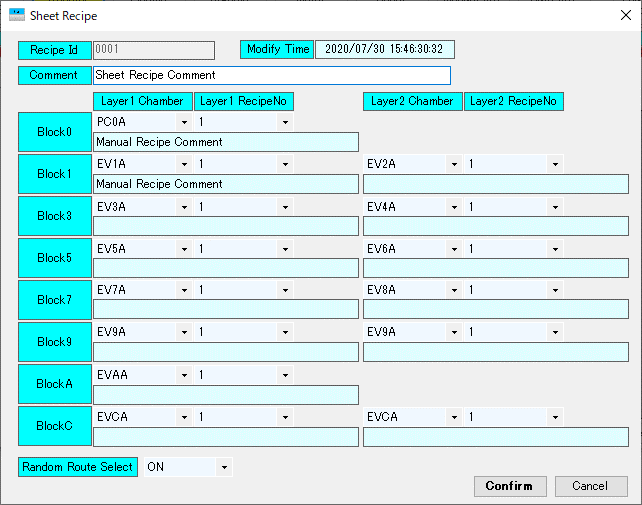 Sheet Recipe
Recipe Id 0001 Modify Time 2020/07/30 15:46:30:32
Comment Sheet Recipe Comment
Layer1 Chamber Layer1 RecipeNo Layer2 Chamber Layer2 RecipeNo
Block0 PC0A 1
Manual Recipe Comment
Block1 EV1A 1 EV2A 1
Manual Recipe Comment
Block3 EV3A 1 EV4A 1
Block5 EV5A 1 EV6A 1
Block7 EV7A 1 EV8A 1
Block9 EV9A 1 EV9A 1
BlockA EVAA 1
BlockC EVCA 1 EVCA 1
Random Route Select ON
Confirm Cancel